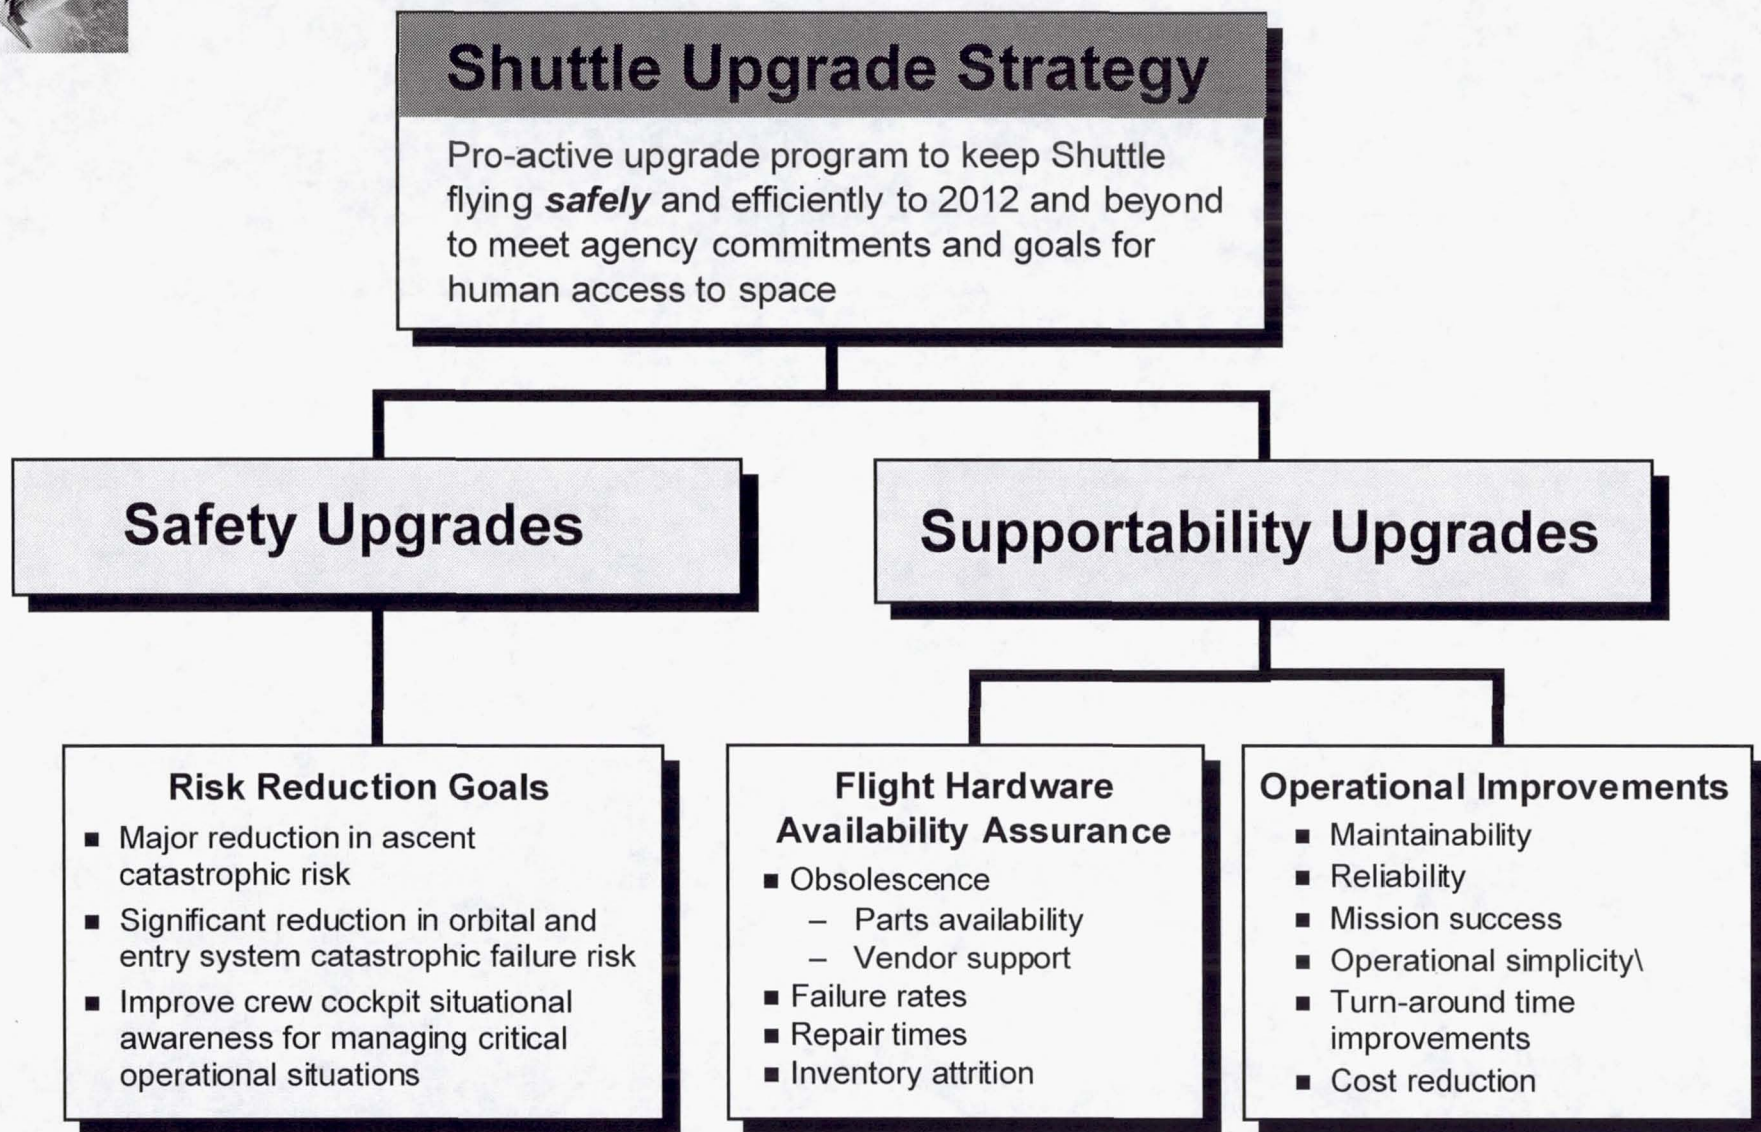 Shuttle Upgrade Strategy
Pro-active upgrade program to keep Shuttle
flying safely and efficiently to 2012 and beyond
to meet agency commitments and goals for
human access to space
Safety Upgrades
Supportability Upgrades
Risk Reduction Goals
■ Major reduction in ascent
catastrophic risk
■ Significant reduction in orbital and
entry system catastrophic failure risk
■ Improve crew cockpit situational
awareness for managing critical
operational situations
Flight Hardware
Availability Assurance
■ Obsolescence
– Parts availability
– Vendor support
■ Failure rates
■ Repair times
■ Inventory attrition
Operational Improvements
■ Maintainability
■ Reliability
■ Mission success
■ Operational simplicity\
■ Turn-around time
improvements
■ Cost reduction